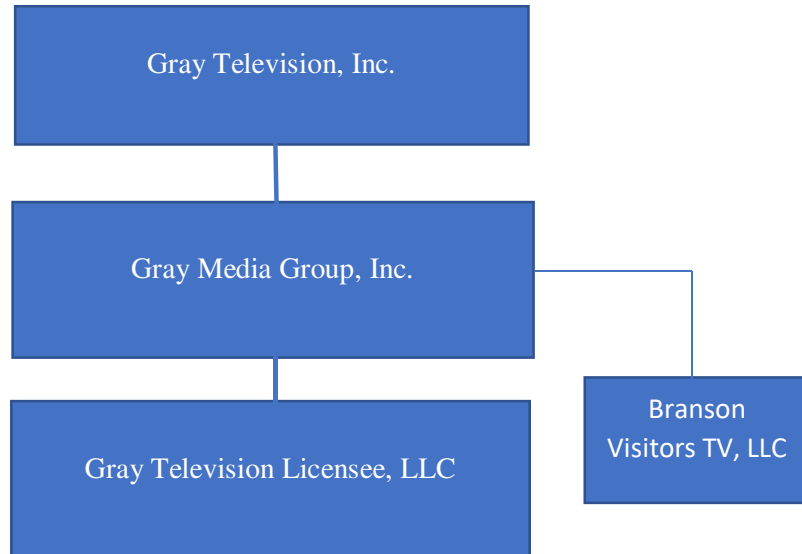 Gray Television, Inc.
Gray Media Group, Inc.
Branson
Visitors TV, LLC
Gray Television Licensee, LLC